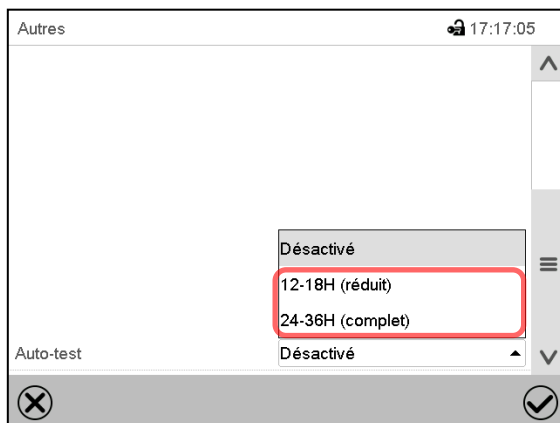 Autres 17:17:05
Désactivé
12-18H (réduit)
24-36H (complet)
Auto-test Désactivé